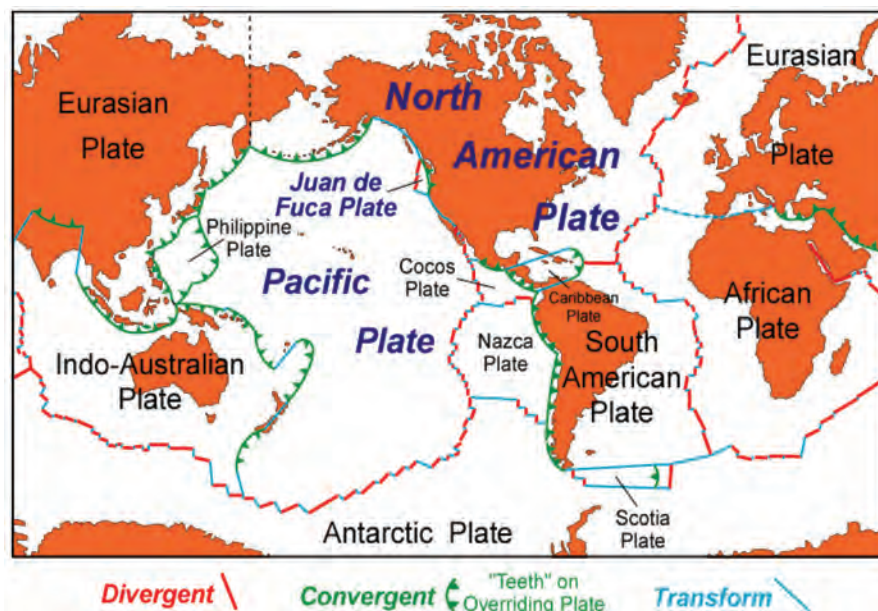 Eurasian
Plate
North
American
Plate
Eurasian
Plate
Juan de
Fuca Plate
Philippine
Plate
Pacific
Plate
Cocos
Plate
Caribbean
Plate
African
Plate
Nazca
Plate
South
American
Plate
Indo-Australian
Plate
Antarctic Plate
Scotia
Plate
Divergent
Convergent
"Teeth" on
Overriding Plate
Transform